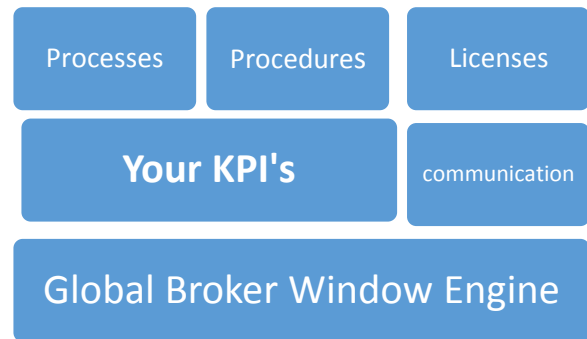 Processes
Procedures
Licenses
Your KPI's
communication
Global Broker Window Engine